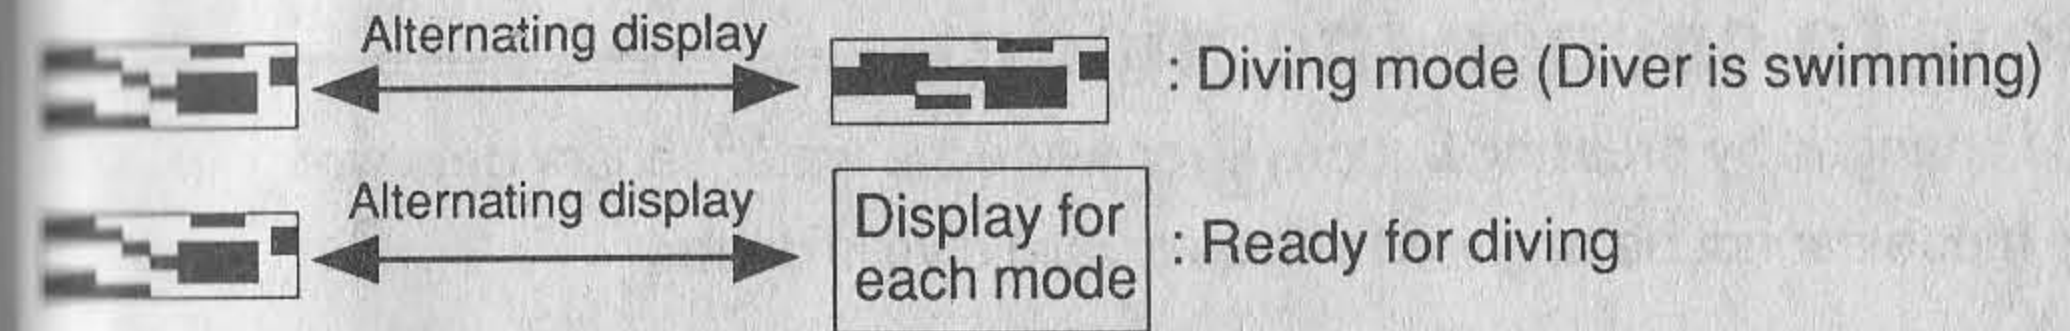 Alternating display
: Diving mode (Diver is swimming)
Alternating display
Display for
each mode
: Ready for diving